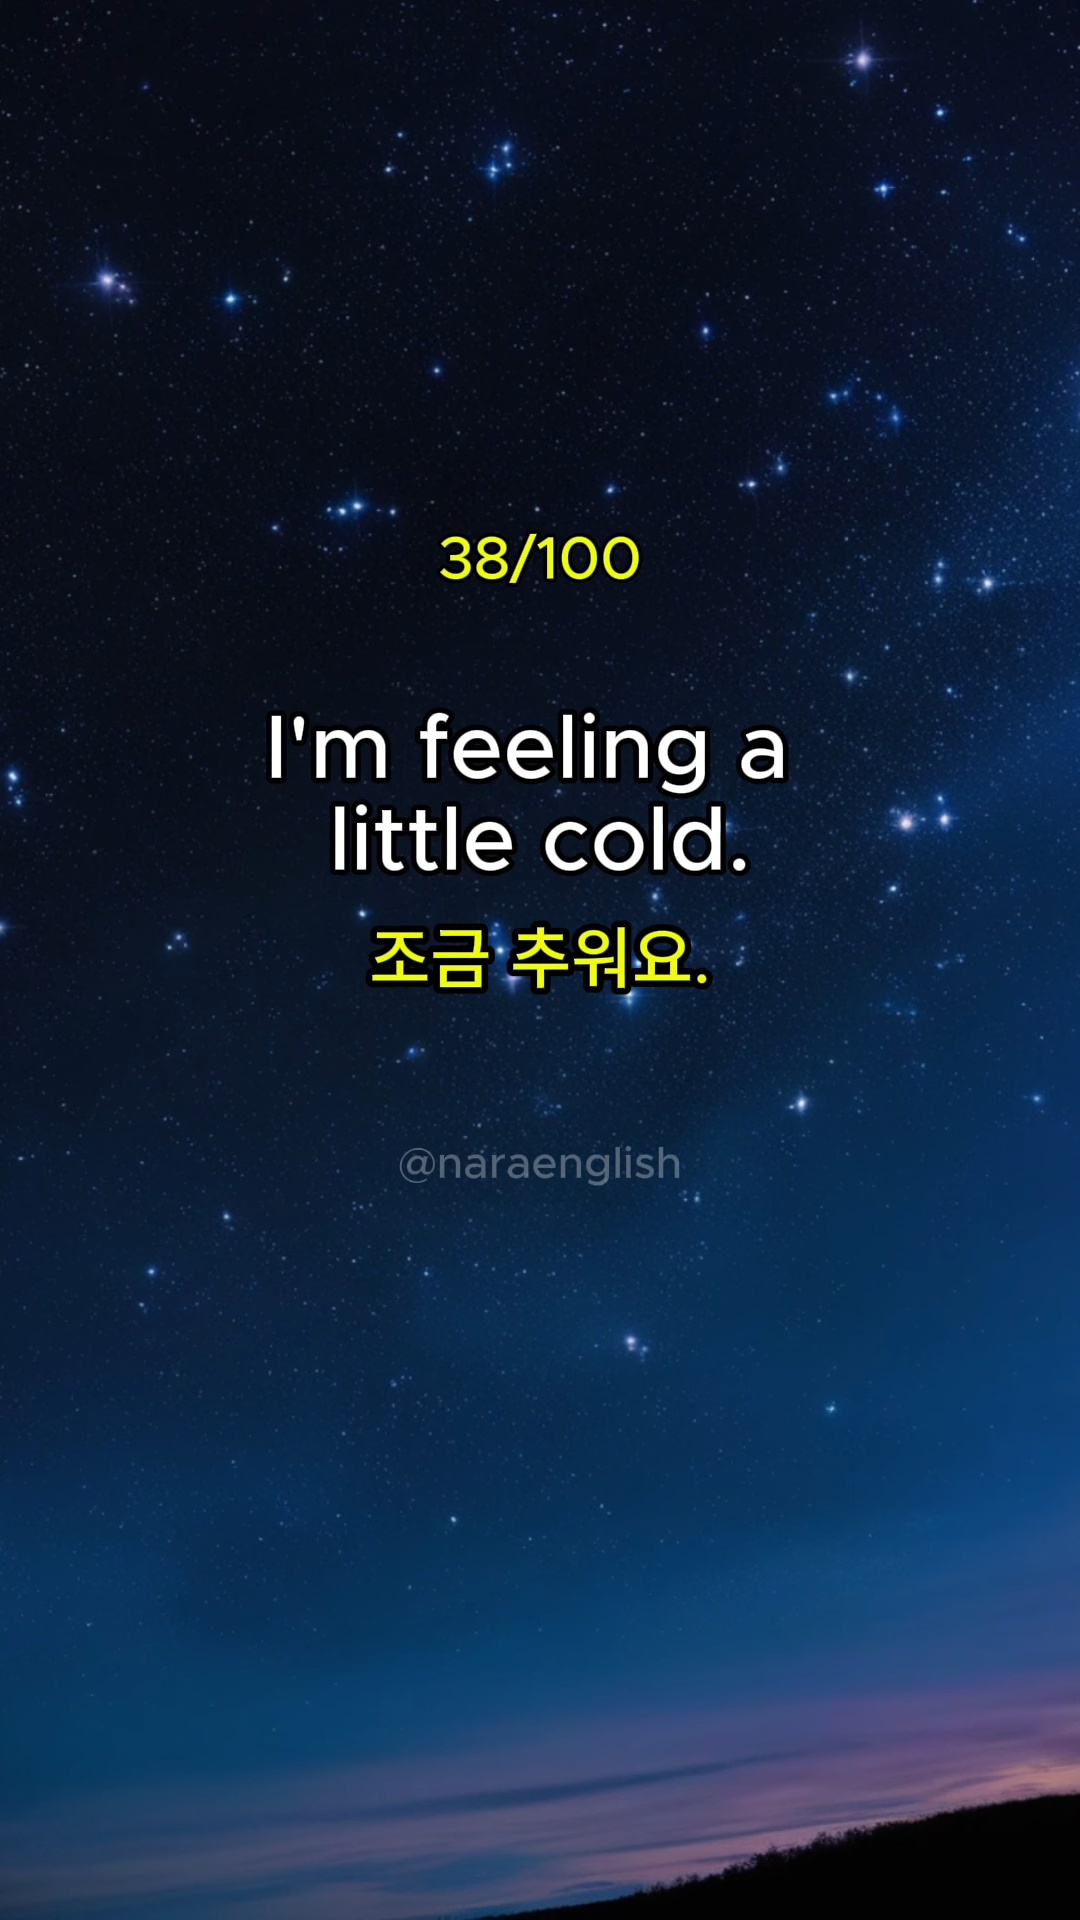 38/100
I'm feeling a
little cold.
조금 추워요.
@naraenglish